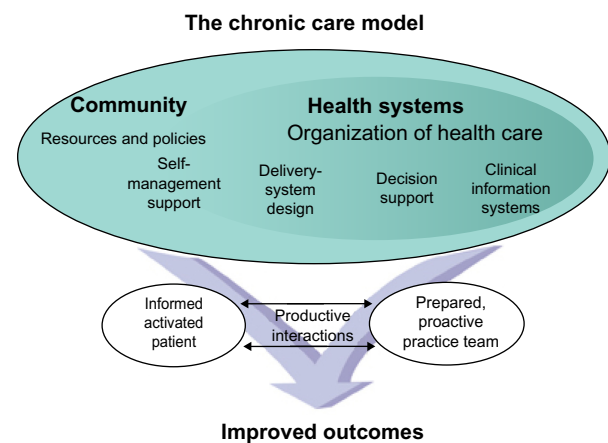 The chronic care model
Community
Resources and policies
Health systems
Organization of health care
Self-
management
support
Delivery-
system
design
Decision
support
Clinical
information
systems
Informed
activated
patient
Productive
interactions
Prepared,
proactive
practice team
Improved outcomes